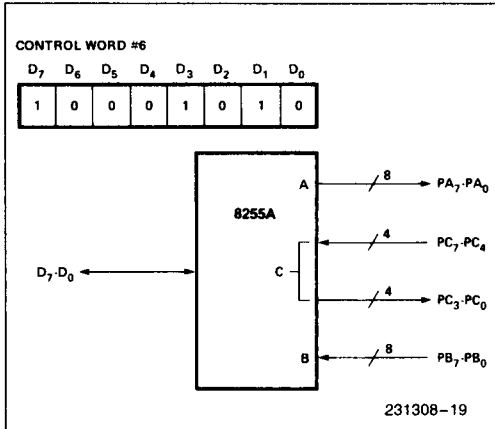 CONTROL WORD #6
D7 D6 D5 D4 D3 D2 D1 D0
1 0 0 0 1 0 1 0
8255A
A
8
PA7-PA0
4
PC7-PC4
D7-D0
C
4
PC3-PC0
B
8
PB7-PB0
231308–19